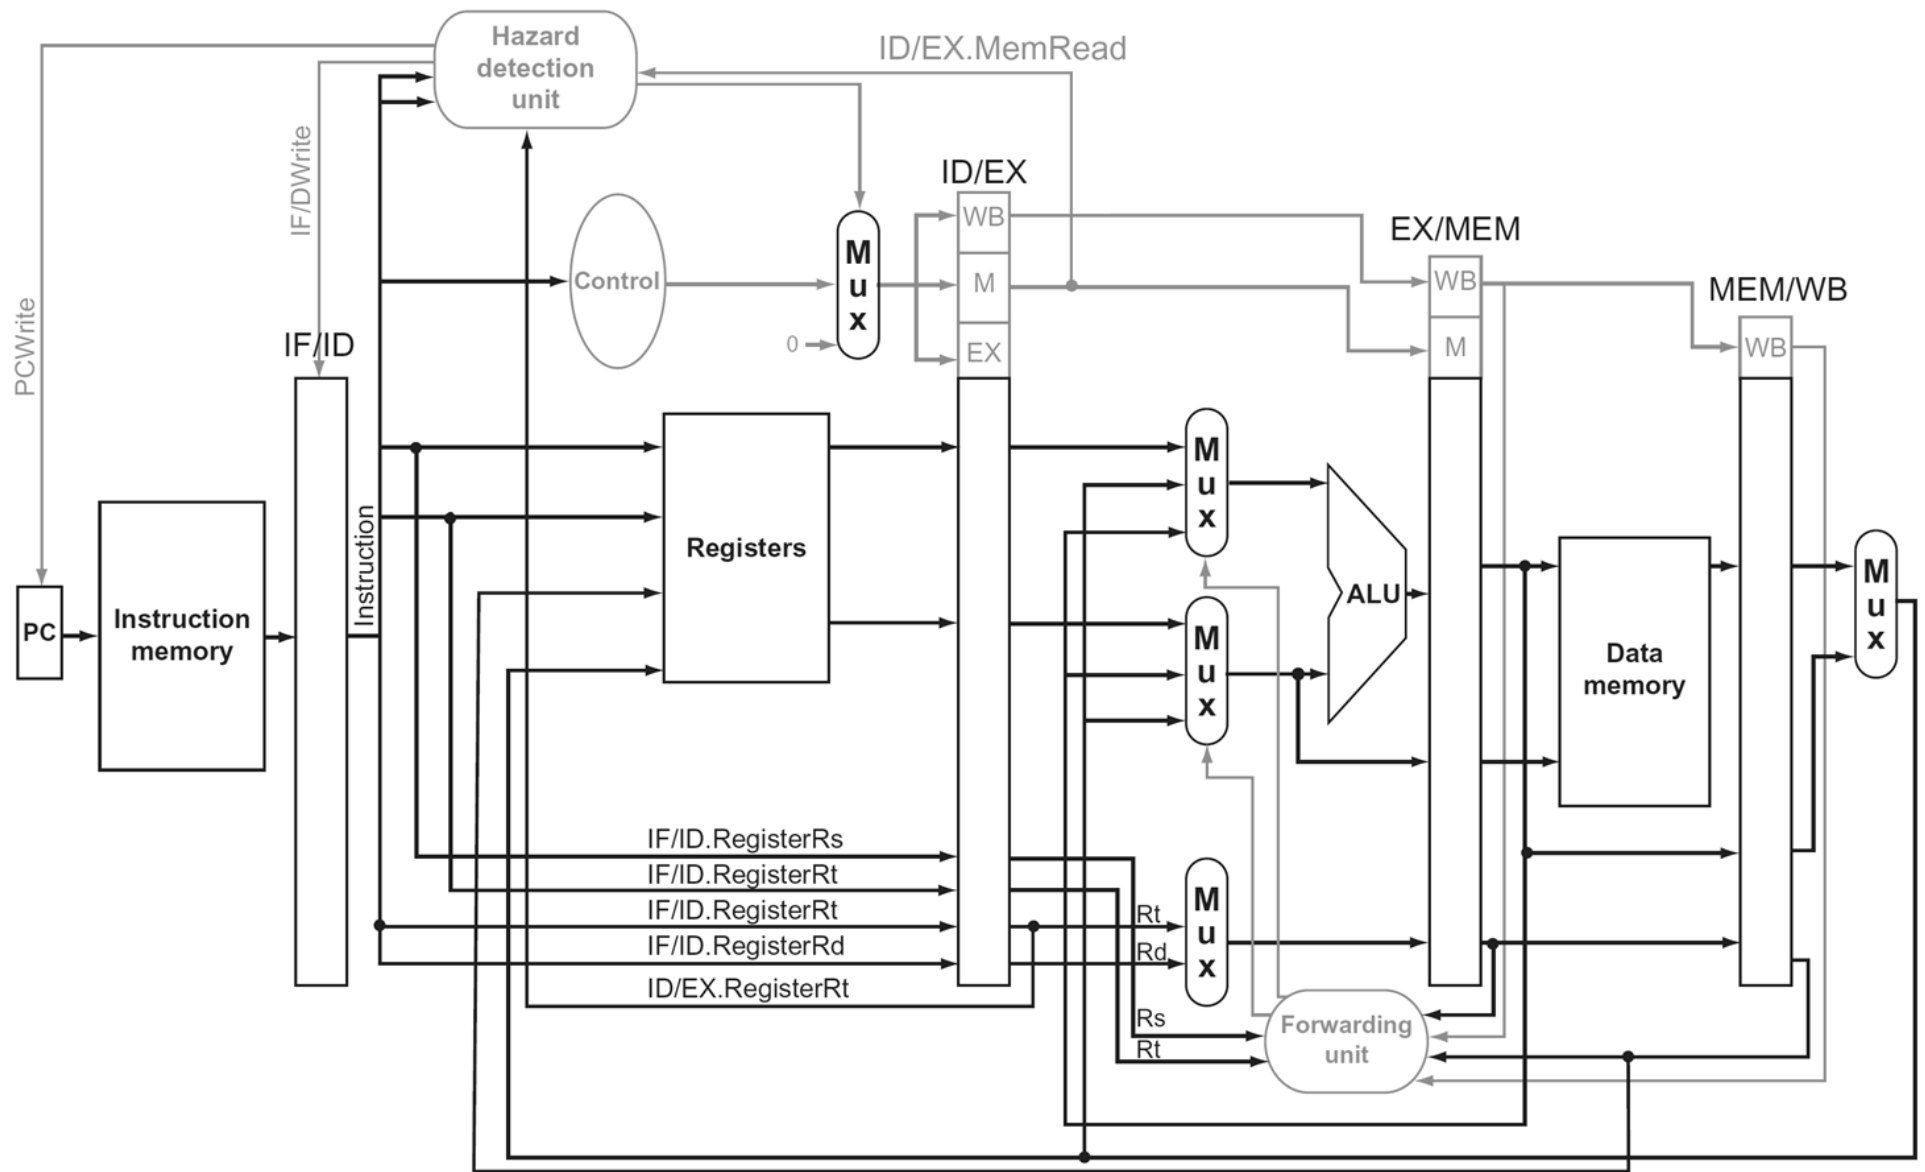 Hazard
detection
unit
ID/EX.MemRead
IF/DWrite
PCWrite
ID/EX
WB
M
EX
Control
M
u
x
0
EX/MEM
WB
M
MEM/WB
WB
IF/ID
Instruction
PC
Instruction
memory
Registers
M
u
x
M
u
x
ALU
Data
memory
M
u
x
IF/ID.RegisterRs
IF/ID.RegisterRt
IF/ID.RegisterRt
IF/ID.RegisterRd
ID/EX.RegisterRt
Rt
Rd
M
u
x
Rs
Rt
Forwarding
unit